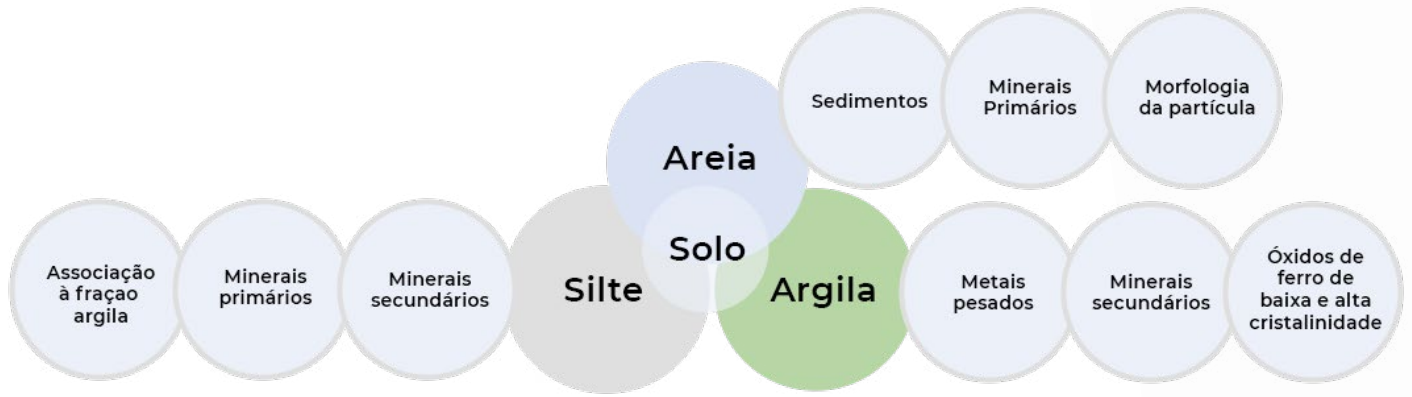 Sedimentos
Minerais
Primários
Morfologia
da partícula
Areia
Solo
Silte
Argila
Associação
à fraçao
argila
Minerais
primários
Minerais
secundários
Metais
pesados
Minerais
secundários
Óxidos de
ferro de
baixa e alta
cristalinidade